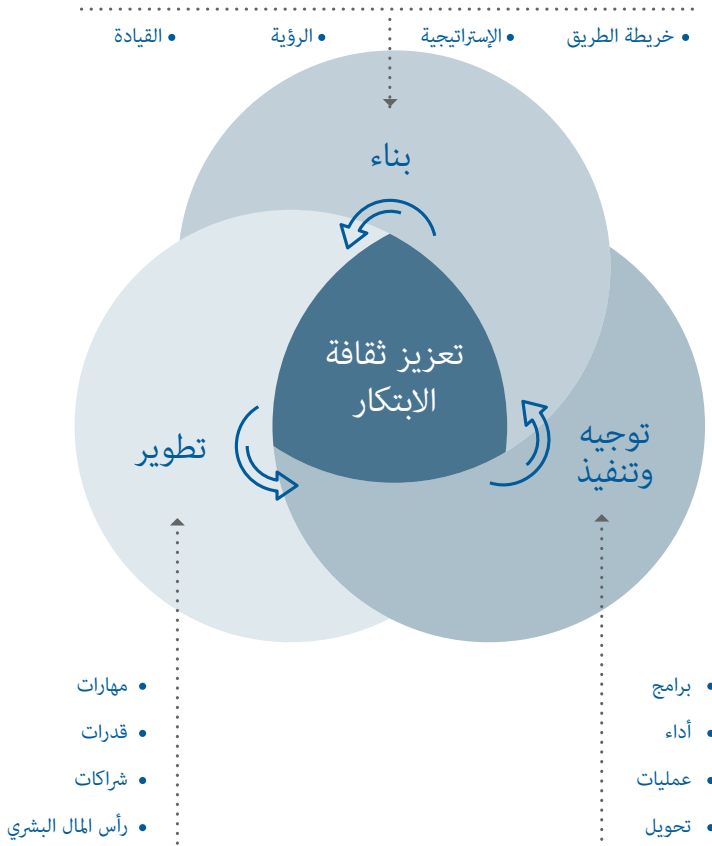 • خريطة الطريق • الإستراتيجية • الرؤية • القيادة
بناء
تعزيز ثقافة
الابتكار
توجيه
وتنفيذ
تطوير
• برامج
• أداء
• عمليات
• تحويل
• مهارات
• قدرات
• شراكات
• رأس المال البشري